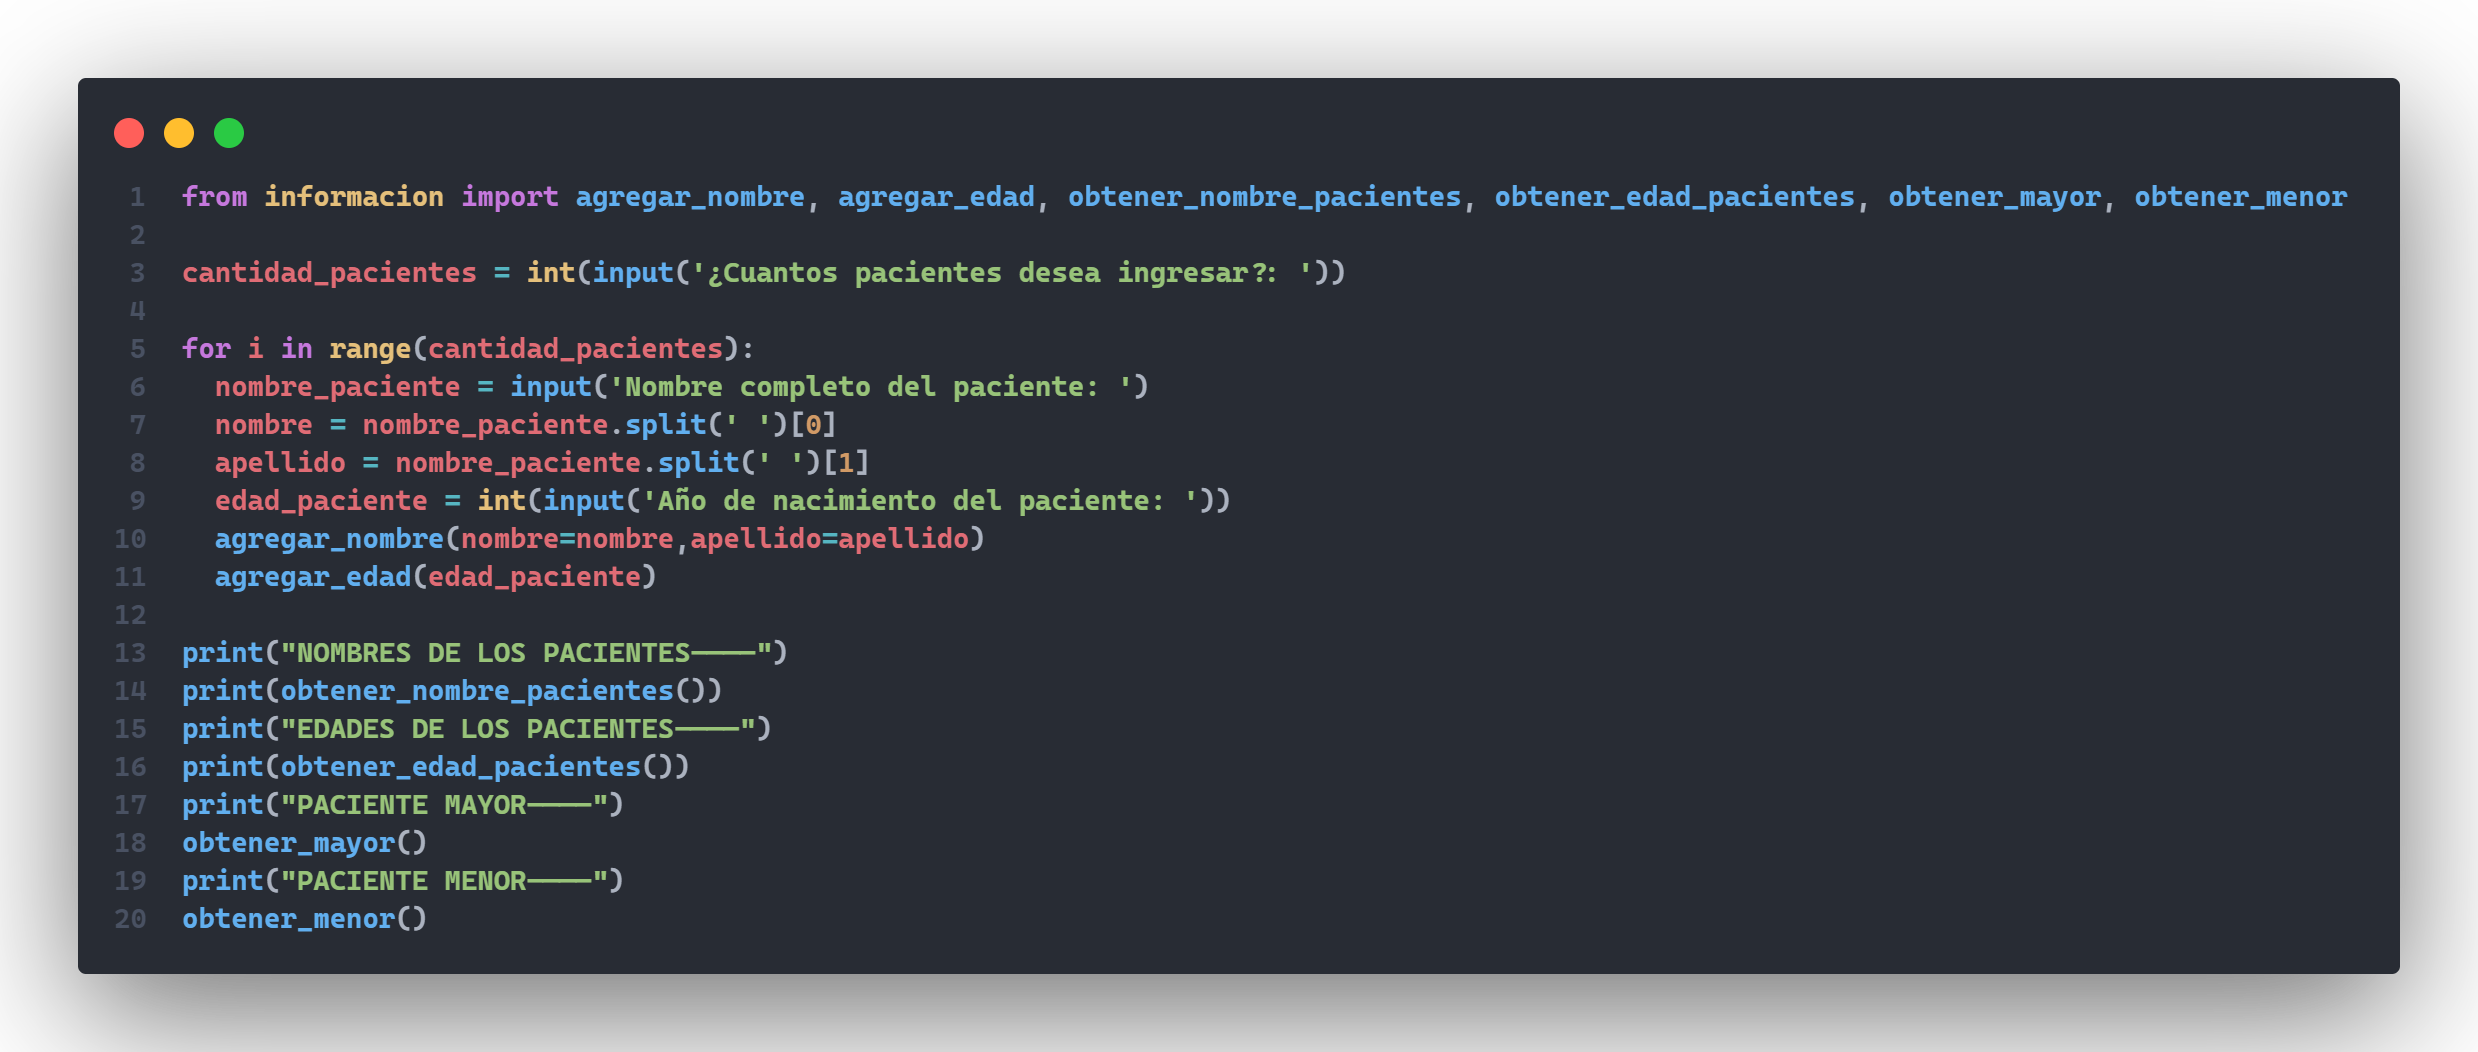 1 from informacion import agregar_nombre, agregar_edad, obtener_nombre_pacientes, obtener_edad_pacientes, obtener_mayor, obtener_menor
2
3 cantidad_pacientes = int(input('¿Cuantos pacientes desea ingresar?: '))
4
5 for i in range(cantidad_pacientes):
6   nombre_paciente = input('Nombre completo del paciente: ')
7   nombre = nombre_paciente.split(' ')[0]
8   apellido = nombre_paciente.split(' ')[1]
9   edad_paciente = int(input('Año de nacimiento del paciente: '))
10   agregar_nombre(nombre=nombre,apellido=apellido)
11   agregar_edad(edad_paciente)
12
13 print("NOMBRES DE LOS PACIENTES----")
14 print(obtener_nombre_pacientes())
15 print("EDADES DE LOS PACIENTES----")
16 print(obtener_edad_pacientes())
17 print("PACIENTE MAYOR----")
18 obtener_mayor()
19 print("PACIENTE MENOR----")
20 obtener_menor()